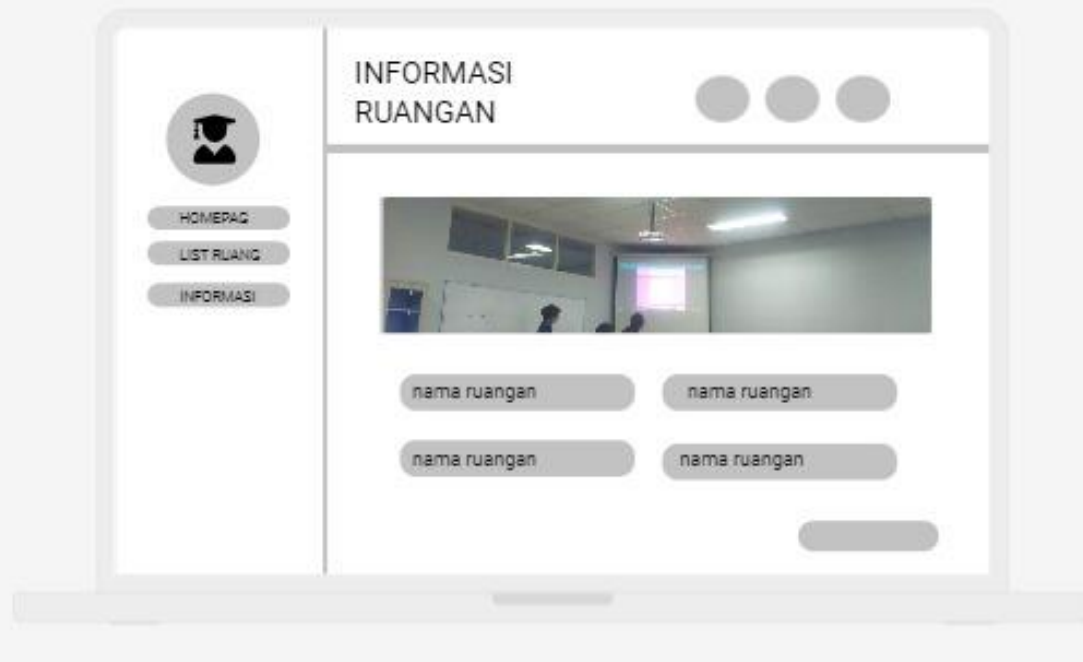 INFORMASI
RUANGAN
HOMEPAG
LIST RUANG
INFORMASI
nama ruangan
nama ruangan
nama ruangan
nama ruangan